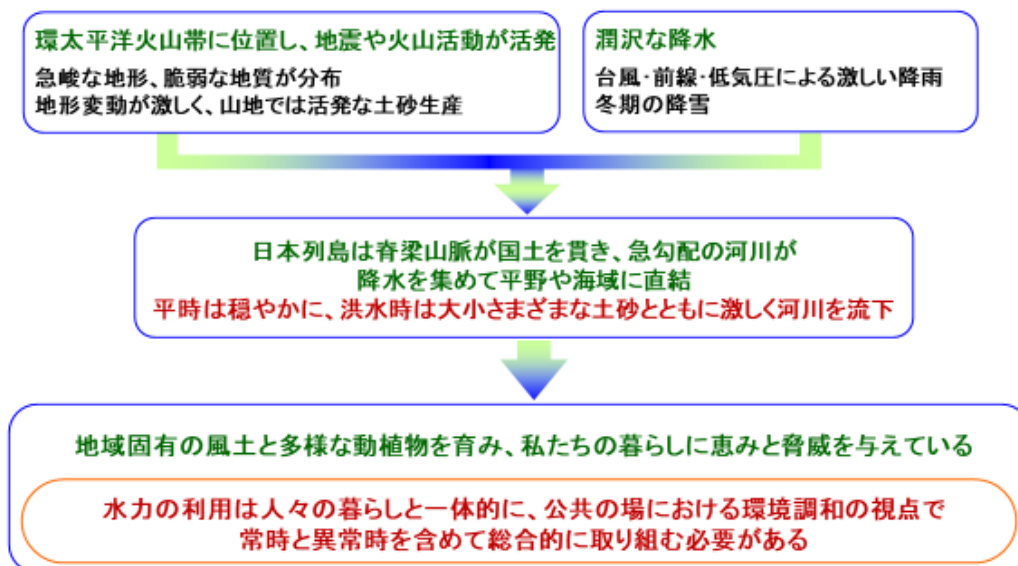 環太平洋火山帯に位置し、地震や火山活動が活発
急峻な地形、脆弱な地質が分布
地形変動が激しく、山地では活発な土砂生産
潤沢な降水
台風・前線・低気圧による激しい降雨
冬期の降雪
日本列島は脊梁山脈が国土を貫き、急勾配の河川が
降水を集めて平野や海域に直結
平時は穏やかに、洪水時は大小さまざまな土砂とともに激しく河川を流下
地域固有の風土と多様な動植物を育み、私たちの暮らしに恵みと脅威を与えている
水力の利用は人々の暮らしと一体的に、公共の場における環境調和の視点で
常時と異常時を含めて総合的に取り組む必要がある